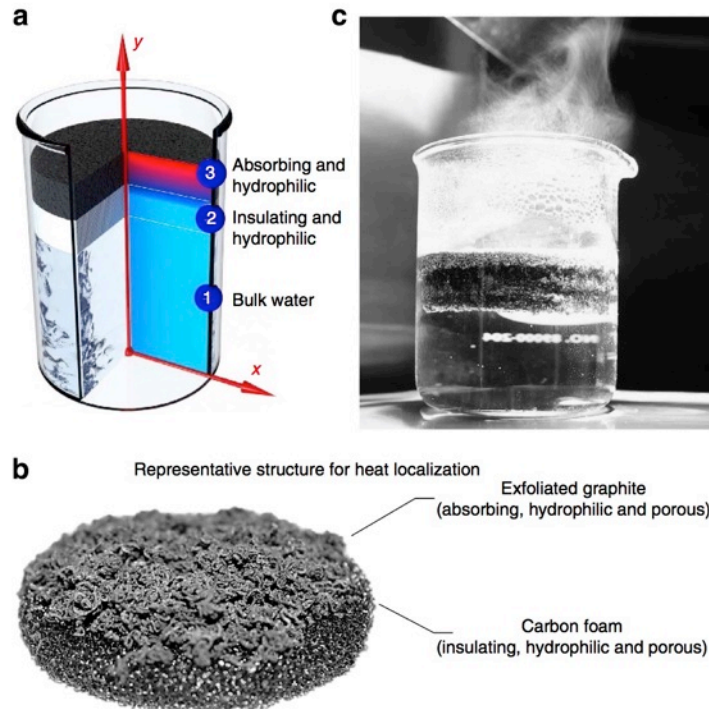 a
y
3
Absorbing and
hydrophilic
2
Insulating and
hydrophilic
1
Bulk water
x
c
b
Representative structure for heat localization
Exfoliated graphite
(absorbing, hydrophilic and porous)
Carbon foam
(insulating, hydrophilic and porous)